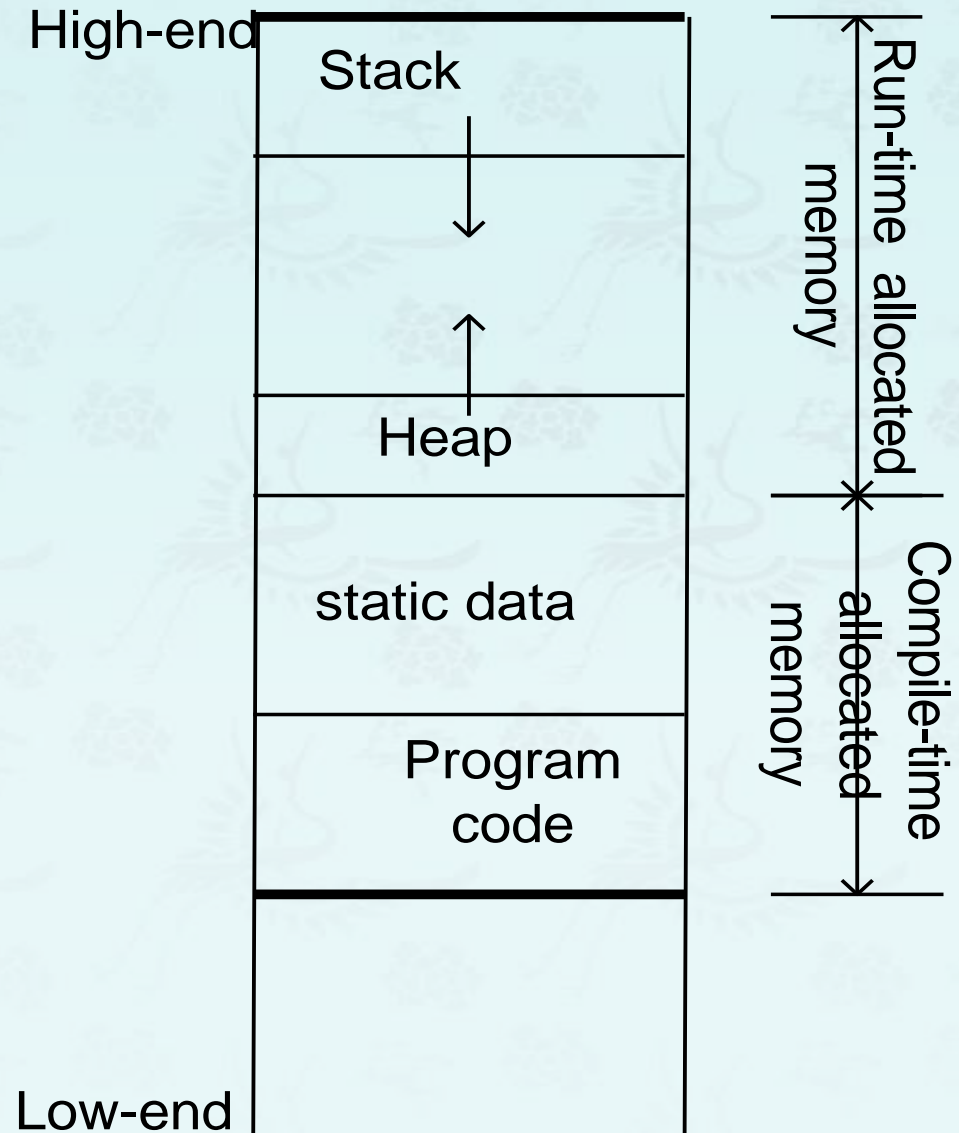 High-end
Stack
Run-time allocated
memory
Heap
static data
Compile-time
allocated
memory
Program
code
Low-end